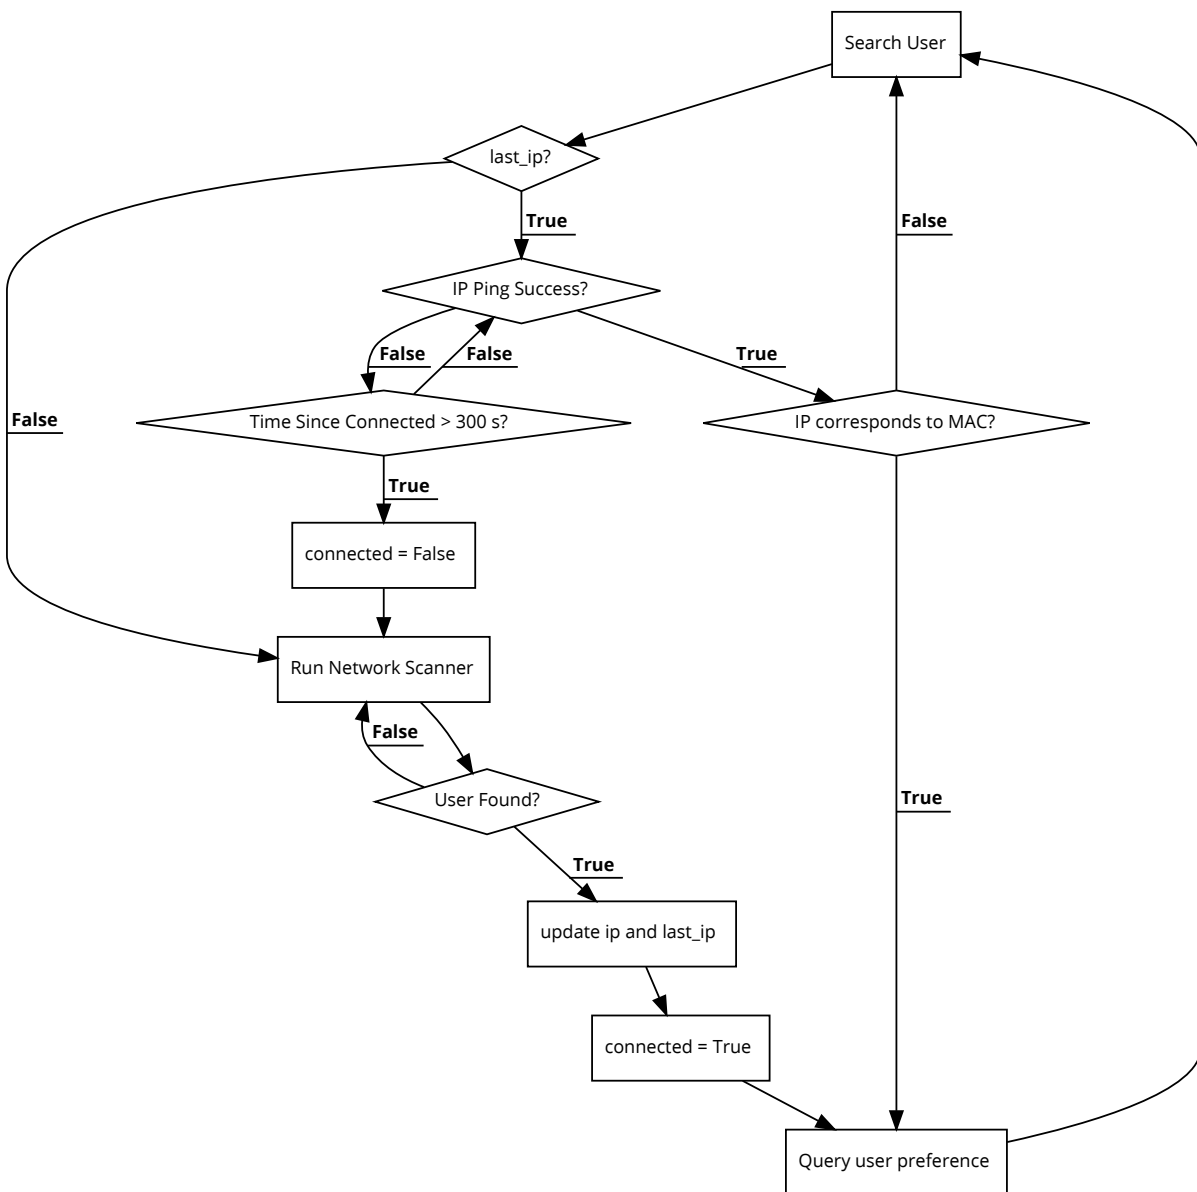 Search User
last_ip?
True
False
IP Ping Success?
False
False
True
False
Time Since Connected > 300 s?
IP corresponds to MAC?
True
connected = False
Run Network Scanner
False
User Found?
True
True
update ip and last_ip
connected = True
Query user preference